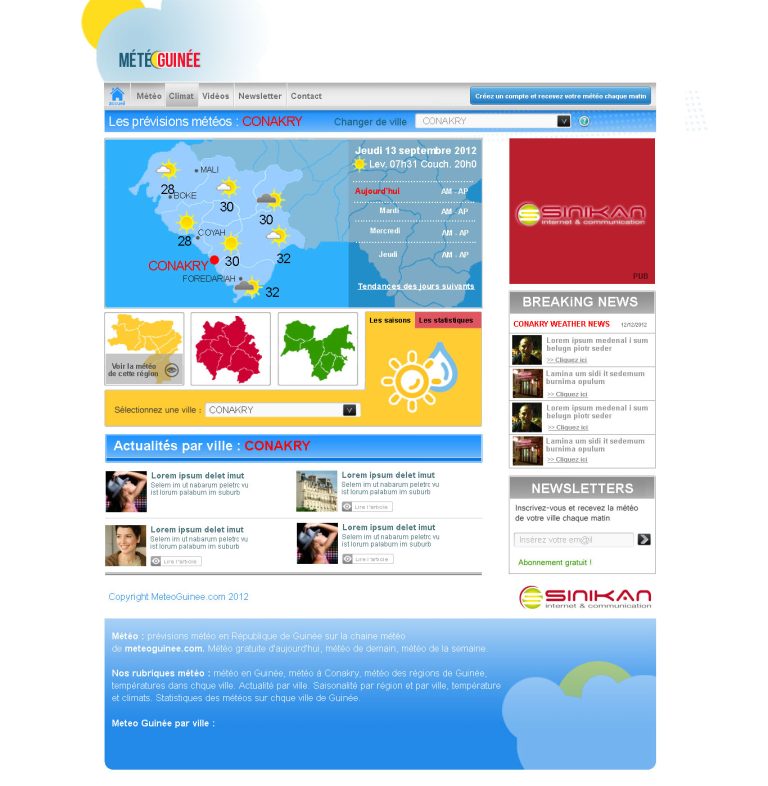 MÉTÉO GUINÉE
accueil
Météo
Climat
Vidéos
Newsletter
Contact
Créez un compte et recevez votre météo chaque matin
Les prévisions météos : CONAKRY
Changer de ville
CONAKRY
?
Jeudi 13 septembre 2012
Lev. 07h31 Couch. 20h0
Aujourd'hui AM - AP
Mardi AM - AP
Mercredi AM - AP
Jeudi AM - AP
Tendances des jours suivants
MALI
28
BOKE
30
30
28
COYAH
30
32
CONAKRY
FOREDARIAH
32
SINIKAN
internet & communication
PUB
Voir la météo
de cette région
Les saisons
Les statistiques
Sélectionnez une ville :
CONAKRY
BREAKING NEWS
CONAKRY WEATHER NEWS 12/12/2012
Lorem ipsum medenal i sum
belugn piotr seder
>> Cliquez ici
Lamina um sidi it sedemum
burnima opulum
>> Cliquez ici
Lorem ipsum medenal i sum
belugn piotr seder
>> Cliquez ici
Lamina um sidi it sedemum
burnima opulum
>> Cliquez ici
Actualités par ville : CONAKRY
Lorem ipsum delet imut
Selem im ut nabarum peletrc vu
ist lorum palabum im suburb
Lorem ipsum delet imut
Selem im ut nabarum peletrc vu
ist lorum palabum im suburb
Lire l'article
Lorem ipsum delet imut
Selem im ut nabarum peletrc vu
ist lorum palabum im suburb
Lire l'article
Lorem ipsum delet imut
Selem im ut nabarum peletrc vu
ist lorum palabum im suburb
Lire l'article
NEWSLETTERS
Inscrivez-vous et recevez la météo
de votre ville chaque matin
Insérez votre em@il
Abonnement gratuit !
Copyright MeteoGuinee.com 2012
SINIKAN
internet & communication
Météo : prévisions météo en République de Guinée sur la chaine météo
de meteoguinee.com. Météo gratuite d'aujourd'hui, météo de demain, météo de la semaine.
Nos rubriques météo : météo en Guinée, météo à Conakry, météo des régions de Guinée,
températures dans chque ville. Actualité par ville. Saisonalité par région et par ville, température
et climats. Statistiques des météos sur chque ville de Guinée.
Meteo Guinée par ville :